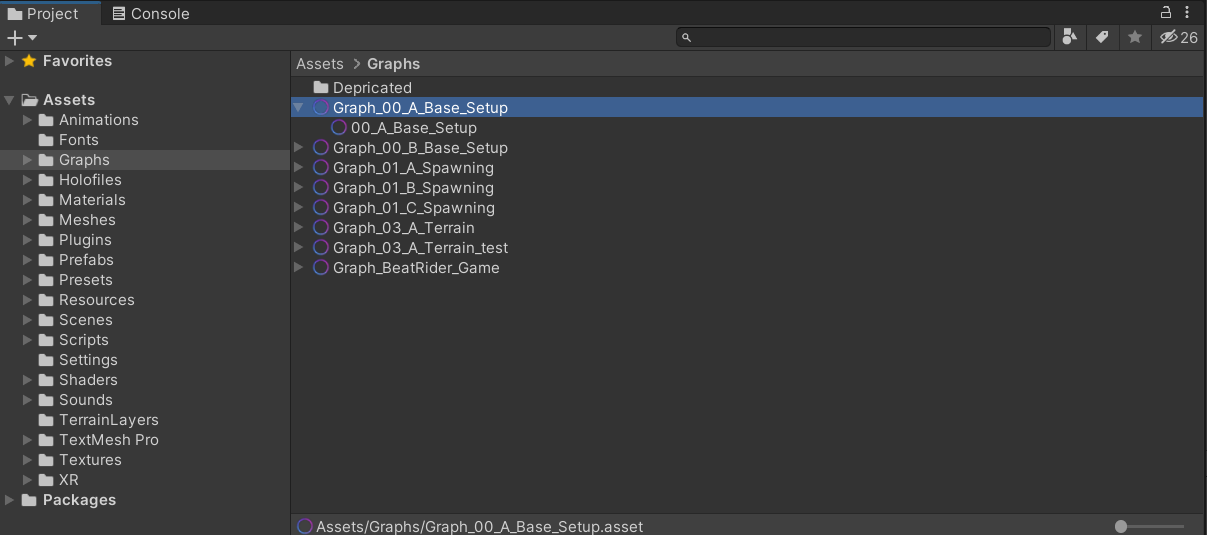 Project
Console
26
Favorites
Assets
Animations
Fonts
Graphs
Holofiles
Materials
Meshes
Plugins
Prefabs
Presets
Resources
Scenes
Scripts
Settings
Shaders
Sounds
TerrainLayers
TextMesh Pro
Textures
XR
Packages
Assets > Graphs
Depricated
Graph_00_A_Base_Setup
00_A_Base_Setup
Graph_00_B_Base_Setup
Graph_01_A_Spawning
Graph_01_B_Spawning
Graph_01_C_Spawning
Graph_03_A_Terrain
Graph_03_A_Terrain_test
Graph_BeatRider_Game
Assets/Graphs/Graph_00_A_Base_Setup.asset